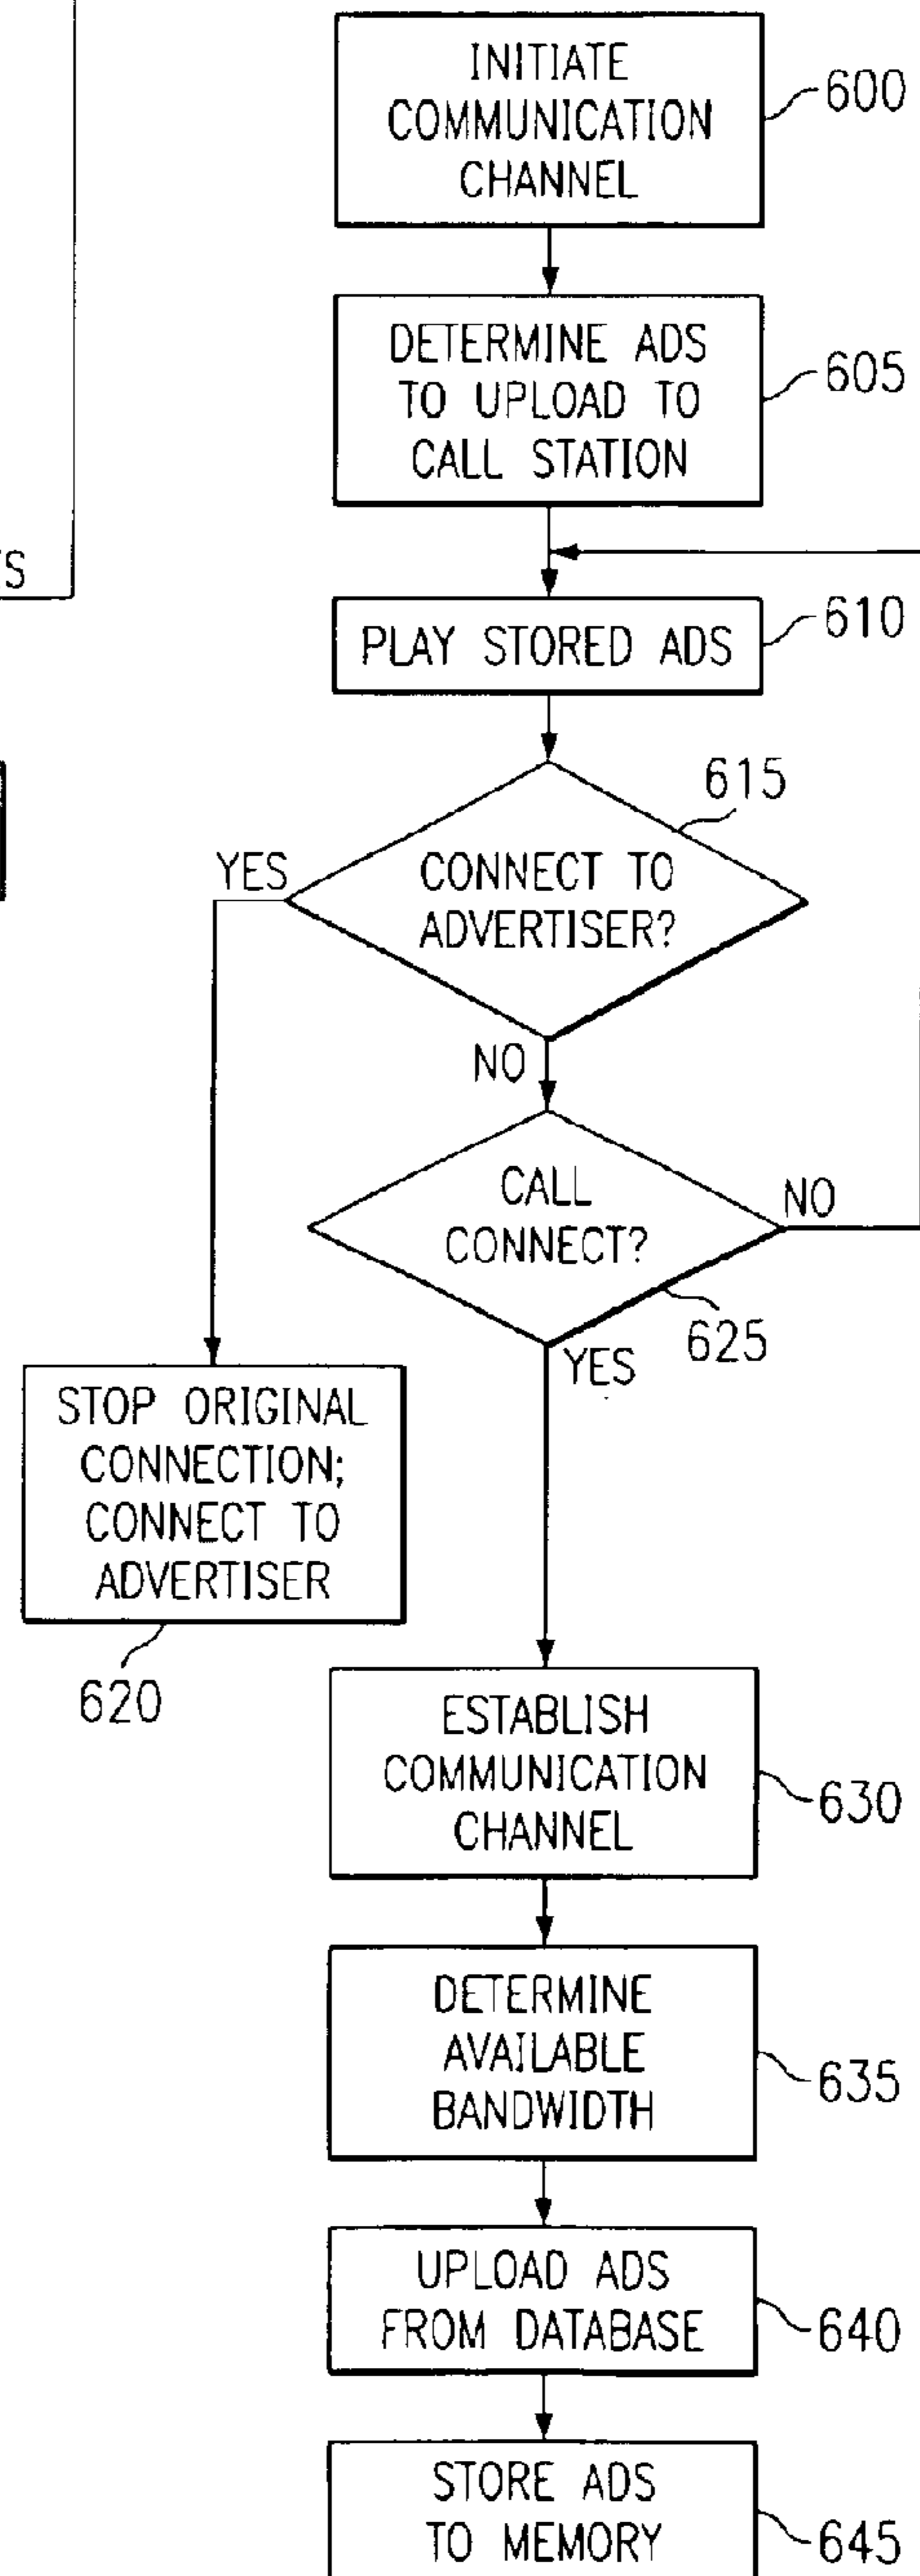 INITIATE
COMMUNICATION
CHANNEL
600
DETERMINE ADS
TO UPLOAD TO
CALL STATION
605
S
PLAY STORED ADS
610
615
YES
CONNECT TO
ADVERTISER?
NO
CALL
CONNECT?
NO
625
YES
STOP ORIGINAL
CONNECTION;
CONNECT TO
ADVERTISER
620
ESTABLISH
COMMUNICATION
CHANNEL
630
DETERMINE
AVAILABLE
BANDWIDTH
635
UPLOAD ADS
FROM DATABASE
640
STORE ADS
TO MEMORY
645